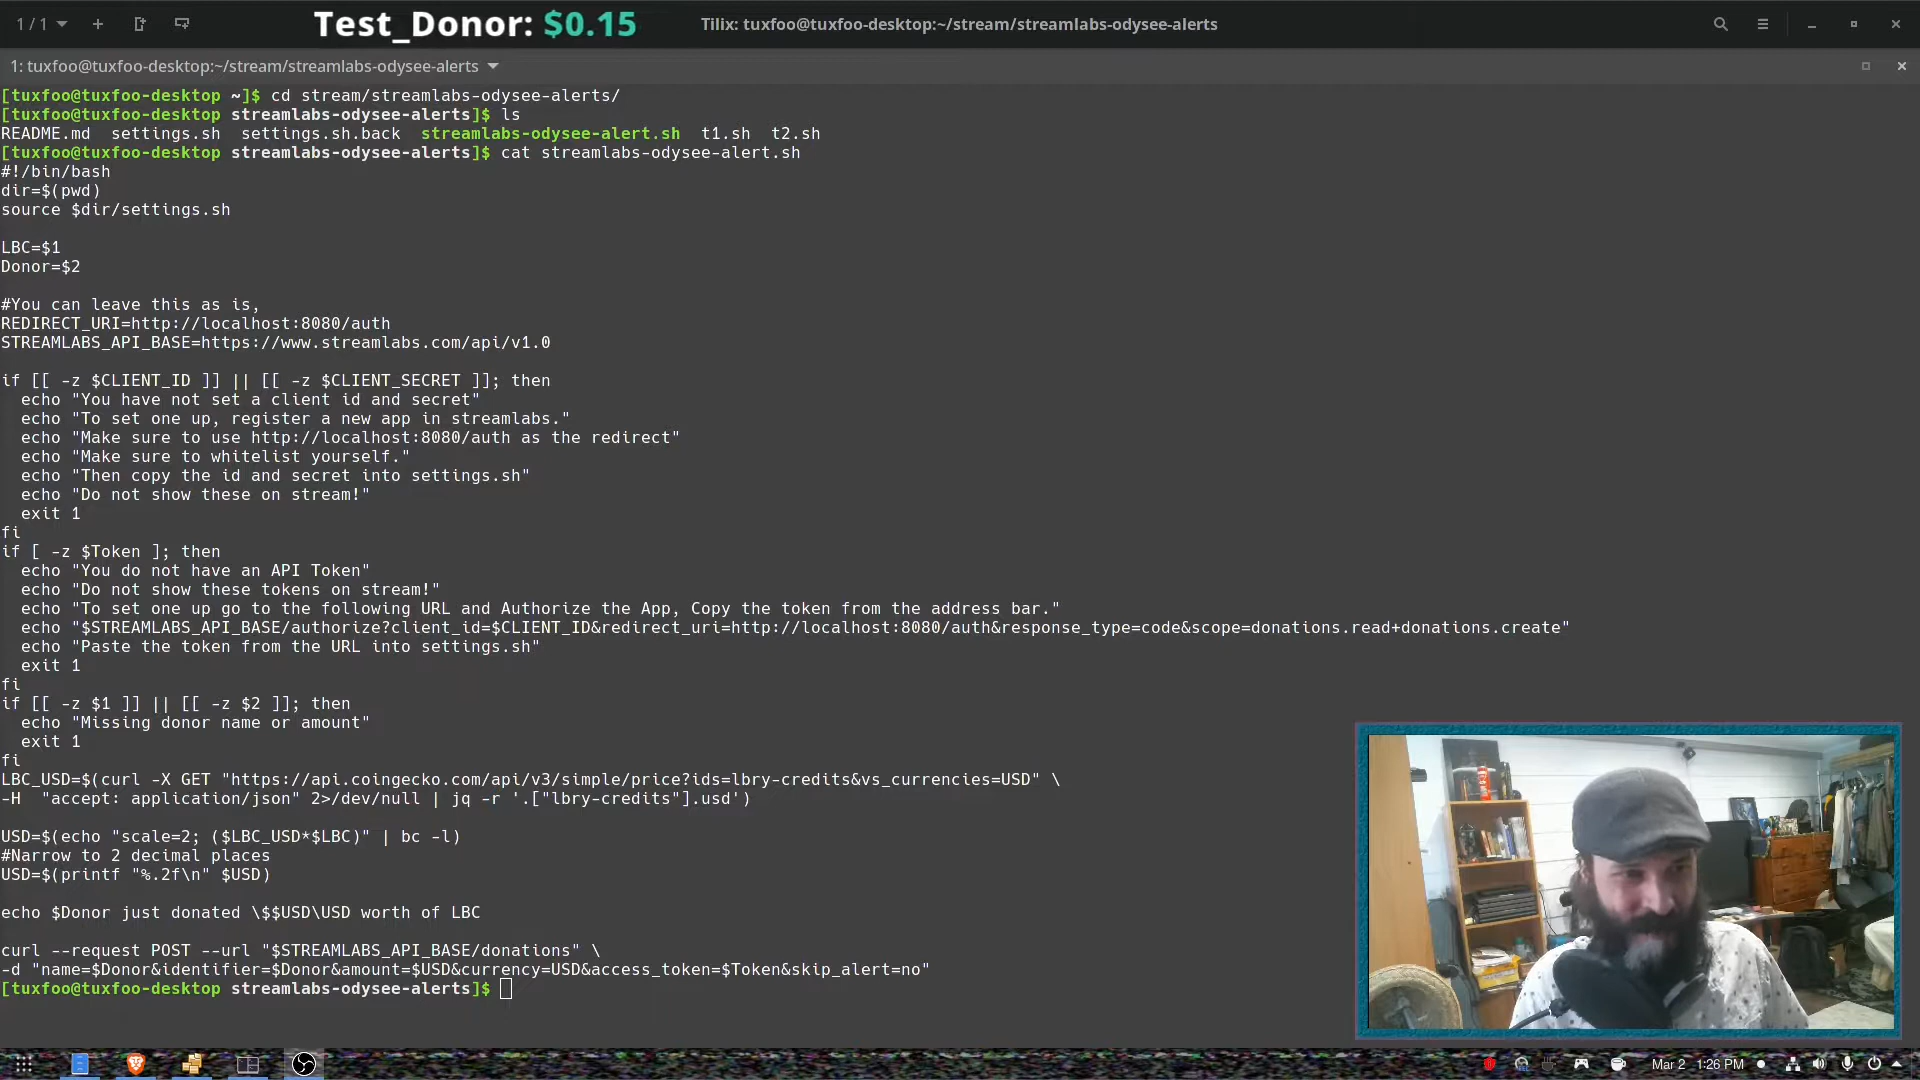 1 / 1
Test_Donor: $0.15
Tilix: tuxfoo@tuxfoo-desktop:~/stream/streamlabs-odysee-alerts
1: tuxfoo@tuxfoo-desktop:~/stream/streamlabs-odysee-alerts
[tuxfoo@tuxfoo-desktop ~]$ cd stream/streamlabs-odysee-alerts/
[tuxfoo@tuxfoo-desktop streamlabs-odysee-alerts]$ ls
README.md  settings.sh  settings.sh.back  streamlabs-odysee-alert.sh  t1.sh  t2.sh
[tuxfoo@tuxfoo-desktop streamlabs-odysee-alerts]$ cat streamlabs-odysee-alert.sh
#!/bin/bash
dir=$(pwd)
source $dir/settings.sh
LBC=$1
Donor=$2
#You can leave this as is,
REDIRECT_URI=http://localhost:8080/auth
STREAMLABS_API_BASE=https://www.streamlabs.com/api/v1.0
if [[ -z $CLIENT_ID ]] || [[ -z $CLIENT_SECRET ]]; then
  echo "You have not set a client id and secret"
  echo "To set one up, register a new app in streamlabs."
  echo "Make sure to use http://localhost:8080/auth as the redirect"
  echo "Make sure to whitelist yourself."
  echo "Then copy the id and secret into settings.sh"
  echo "Do not show these on stream!"
  exit 1
fi
if [ -z $Token ]; then
  echo "You do not have an API Token"
  echo "Do not show these tokens on stream!"
  echo "To set one up go to the following URL and Authorize the App, Copy the token from the address bar."
  echo "$STREAMLABS_API_BASE/authorize?client_id=$CLIENT_ID&redirect_uri=http://localhost:8080/auth&response_type=code&scope=donations.read+donations.create"
  echo "Paste the token from the URL into settings.sh"
  exit 1
fi
if [[ -z $1 ]] || [[ -z $2 ]]; then
  echo "Missing donor name or amount"
  exit 1
fi
LBC_USD=$(curl -X GET "https://api.coingecko.com/api/v3/simple/price?ids=lbry-credits&vs_currencies=USD" \
-H  "accept: application/json" 2>/dev/null | jq -r '.["lbry-credits"].usd')
USD=$(echo "scale=2; ($LBC_USD*$LBC)" | bc -l)
#Narrow to 2 decimal places
USD=$(printf "%.2f\n" $USD)
echo $Donor just donated \$$USD\USD worth of LBC
curl --request POST --url "$STREAMLABS_API_BASE/donations" \
-d "name=$Donor&identifier=$Donor&amount=$USD&currency=USD&access_token=$Token&skip_alert=no"
[tuxfoo@tuxfoo-desktop streamlabs-odysee-alerts]$
Mar 2 1:26 PM